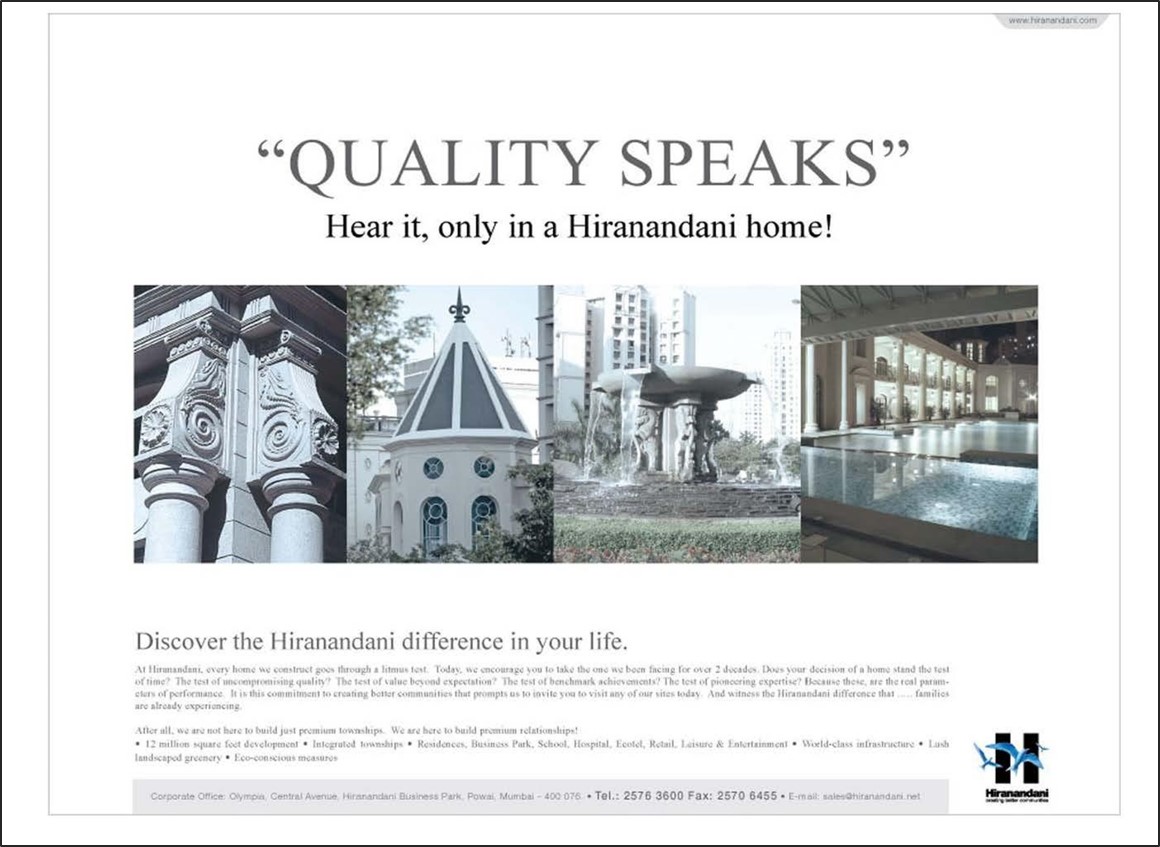 www.hiranandani.com
“QUALITY SPEAKS”
Hear it, only in a Hiranandani home!
Discover the Hiranandani difference in your life.
At Hiranandani, every home we construct goes through a litmus test. Today, we encourage you to take the one we been facing for over 2 decades. Does your decision of a home stand the test
of time? The test of uncompromising quality? The test of value beyond expectation? The test of benchmark achievements? The test of pioneering expertise? Because these, are the real param-
eters of performance. It is this commitment to creating better communities that prompts us to invite you to visit any of our sites today. And witness the Hiranandani difference that ..... families
are already experiencing.
After all, we are not here to build just premium townships. We are here to build premium relationships!
• 12 million square feet development • Integrated townships • Residences, Business Park, School, Hospital, Ecotel, Retail, Leisure & Entertainment • World-class infrastructure • Lush
landscaped greenery • Eco-conscious measures
Corporate Office: Olympia, Central Avenue, Hiranandani Business Park, Powai, Mumbai - 400 076. • Tel.: 2576 3600 Fax: 2570 6455 • E-mail: sales@hiranandani.net
H
Hiranandani
creating better communities